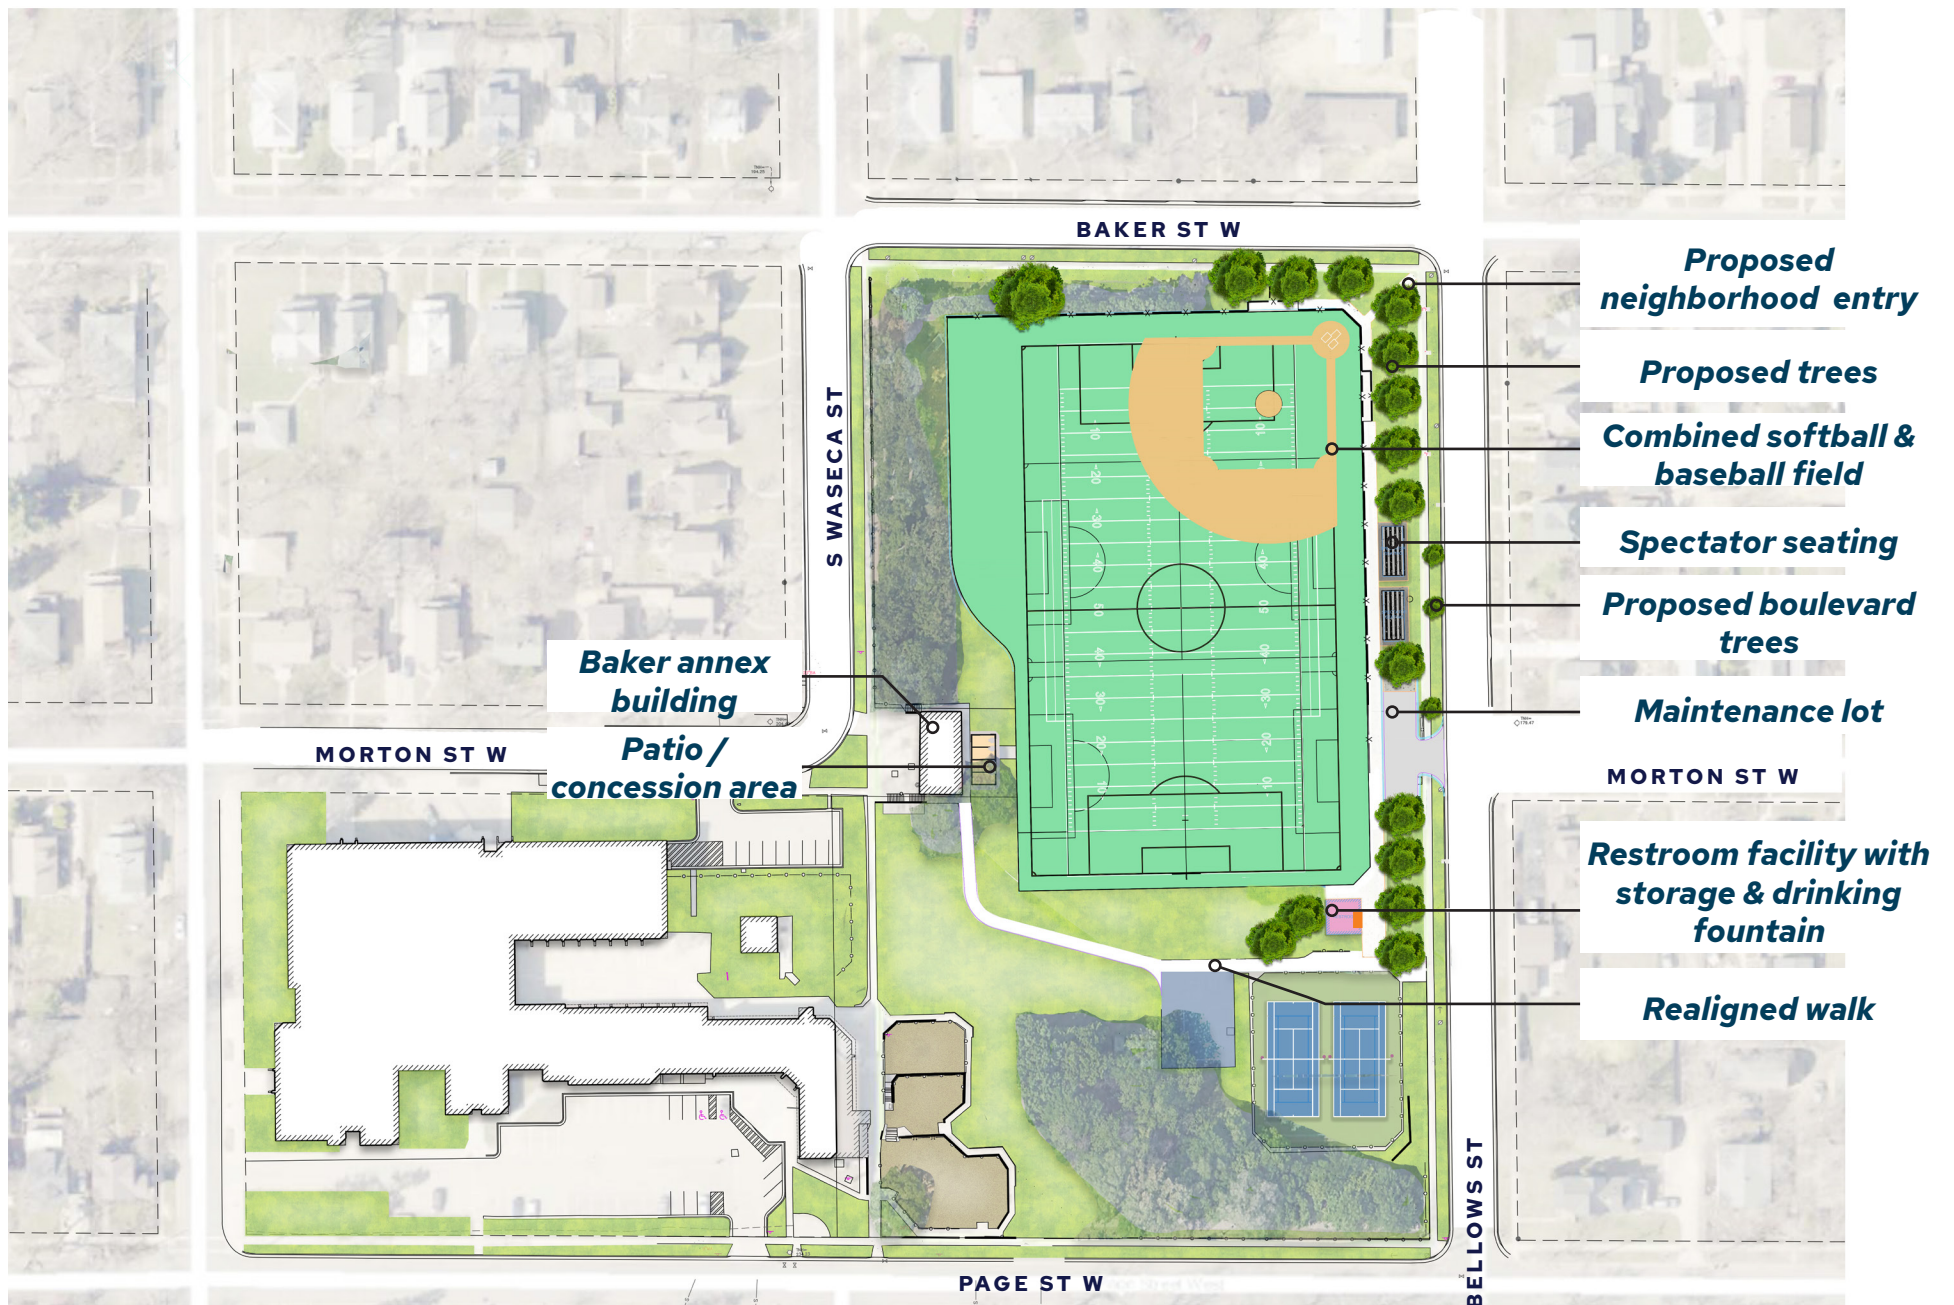 BAKER ST W
Proposed
neighborhood entry
Proposed trees
Combined softball &
baseball field
S WASECA ST
Spectator seating
Proposed boulevard
trees
Baker annex
building
Maintenance lot
Patio /
concession area
MORTON ST W
MORTON ST W
Restroom facility with
storage & drinking
fountain
Realigned walk
BELLOWS ST
PAGE ST W
10
20
30
40
50
40
30
20
10
10
40
50
40
30
20
10